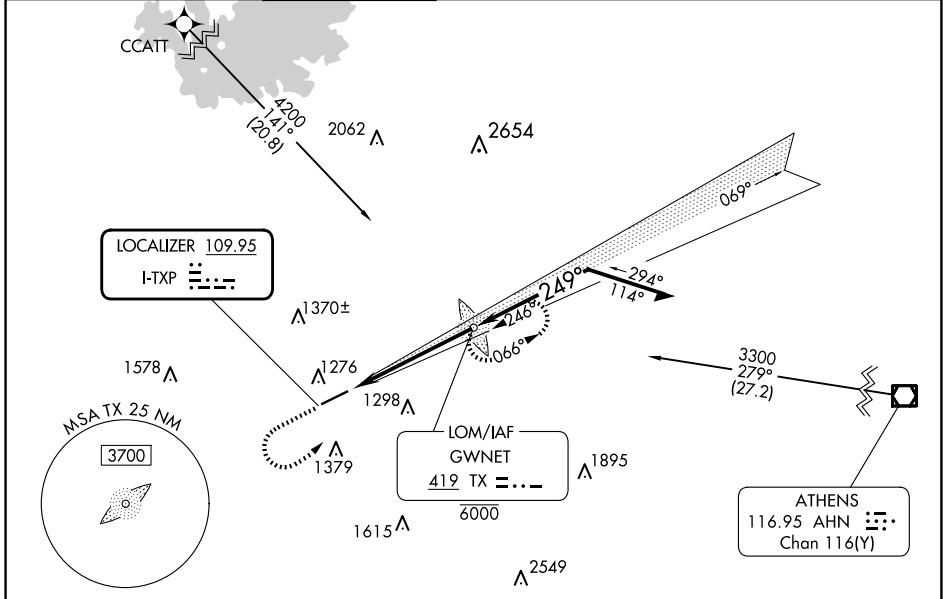 CCATT
4200
141°
(20.8)
2062
2654
069°
LOCALIZER 109.95
I-TXP
294°
114°
249°
246°
066°
1370±
1578
1276
1298
3300
279°
(27.2)
MSA TX 25 NM
3700
1379
LOM/IAF
GWNET
419 TX
6000
1895
1615
ATHENS
116.95 AHN
Chan 116(Y)
2549